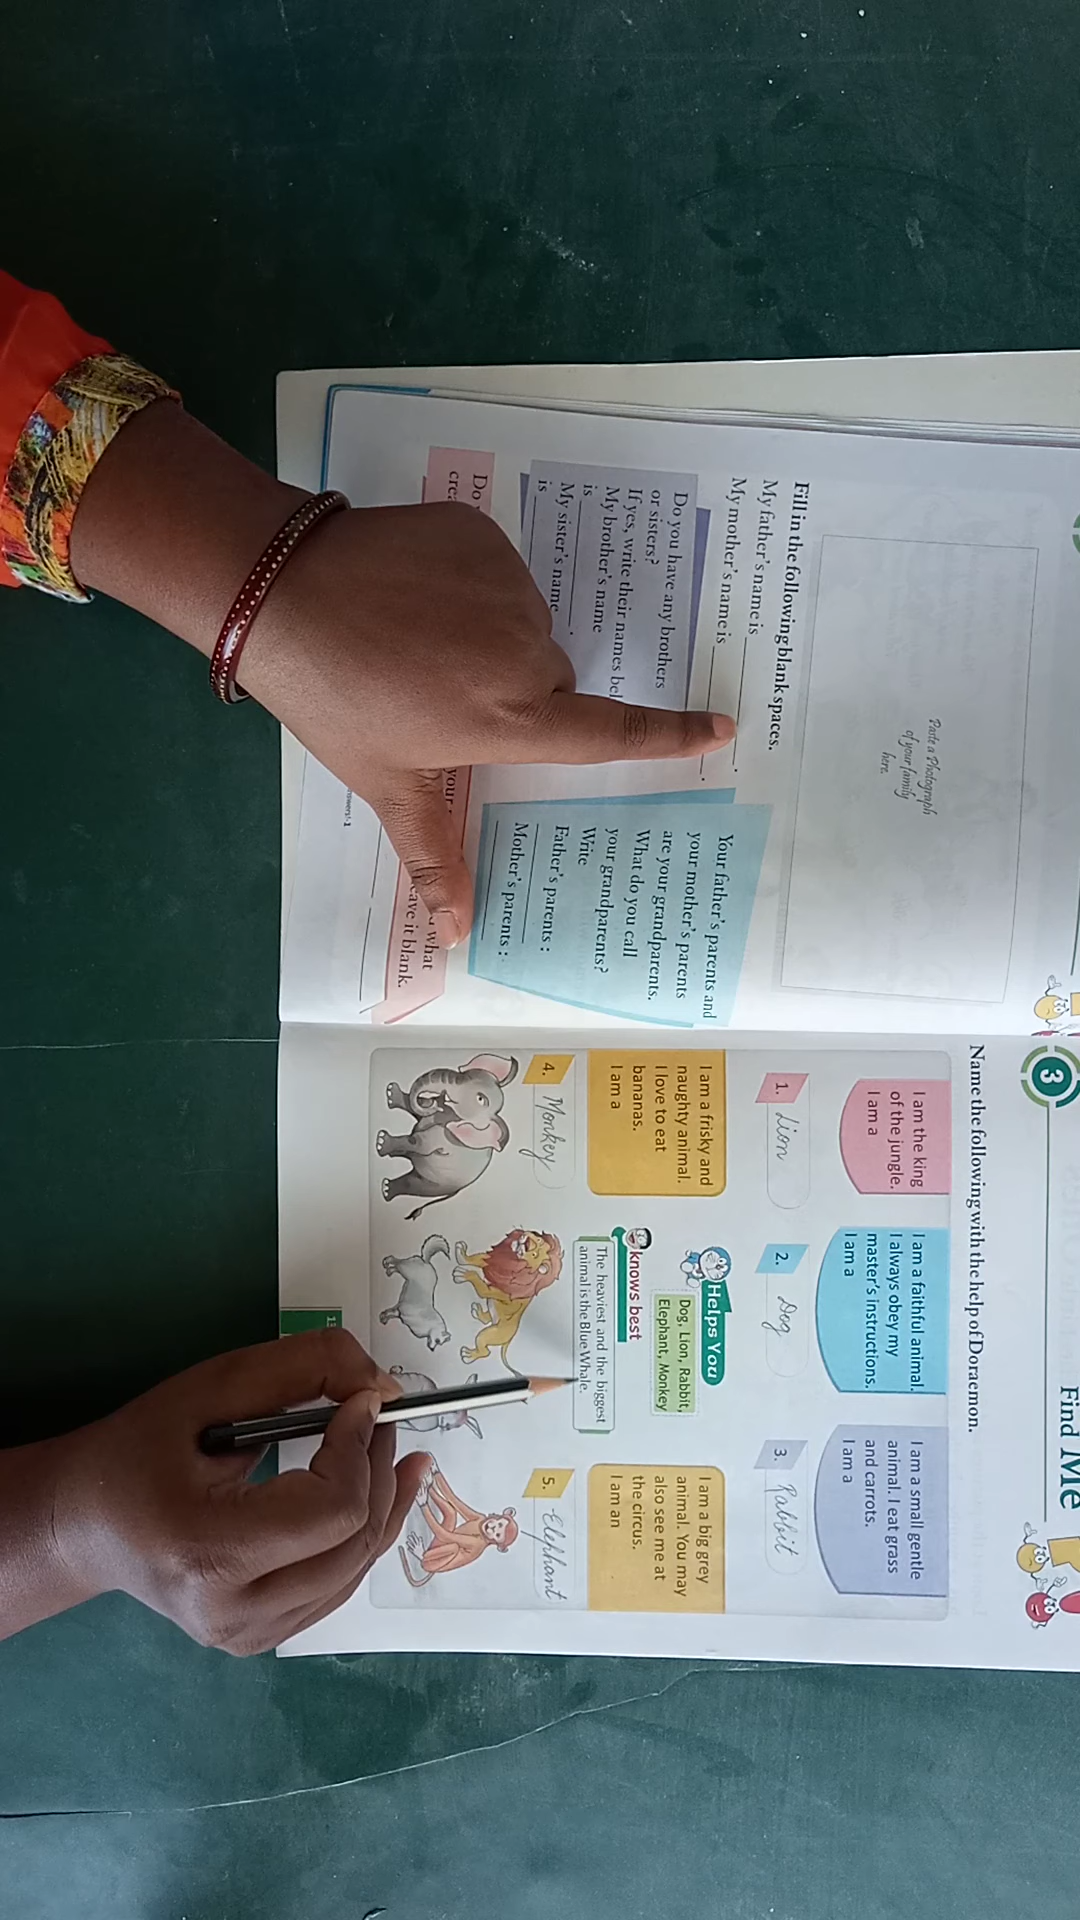 Paste a Photograph
of your family
here.
Fill in the following blank spaces.
My father's name is
My mother's name is
Do you have any brothers
or sisters?
If yes, write their names bel
My brother's name
is
My sister's name
is
Your father's parents and
your mother's parents
are your grandparents.
What do you call
your grandparents?
Write
Father's parents :
Mother's parents :
Do
your
what
leave it blank.
3
Find Me
Name the following with the help of Doraemon.
I am the king
of the jungle.
I am a
1. Lion
I am a faithful animal.
I always obey my
master's instructions.
I am a
2. Dog
I am a small gentle
animal. I eat grass
and carrots.
I am a
3. Rabbit
I am a frisky and
naughty animal.
I love to eat
bananas.
I am a
4. Monkey
Helps You
Dog, Lion, Rabbit,
Elephant, Monkey
knows best
The heaviest and the biggest
animal is the Blue Whale.
I am a big grey
animal. You may
also see me at
the circus.
I am an
5. Elephant
13